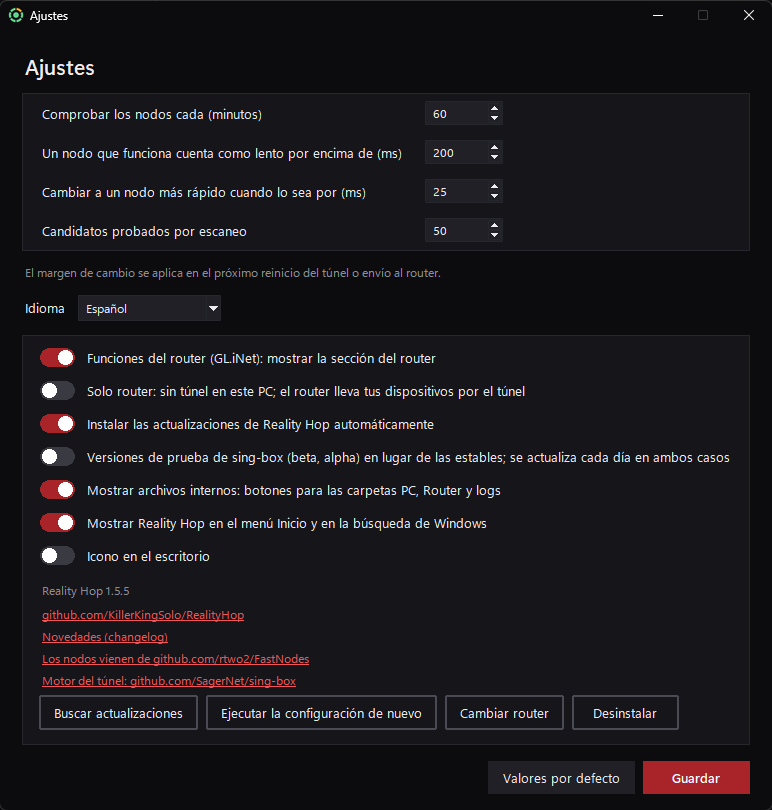 Ajustes
Ajustes
Comprobar los nodos cada (minutos) 60
Un nodo que funciona cuenta como lento por encima de (ms) 200
Cambiar a un nodo más rápido cuando lo sea por (ms) 25
Candidatos probados por escaneo 50
El margen de cambio se aplica en el próximo reinicio del túnel o envío al router.
Idioma Español
Funciones del router (GL.iNet): mostrar la sección del router
Solo router: sin túnel en este PC; el router lleva tus dispositivos por el túnel
Instalar las actualizaciones de Reality Hop automáticamente
Versiones de prueba de sing-box (beta, alpha) en lugar de las estables; se actualiza cada día en ambos casos
Mostrar archivos internos: botones para las carpetas PC, Router y logs
Mostrar Reality Hop en el menú Inicio y en la búsqueda de Windows
Icono en el escritorio
Reality Hop 1.5.5
github.com/KillerKingSolo/RealityHop
Novedades (changelog)
Los nodos vienen de github.com/rtwo2/FastNodes
Motor del túnel: github.com/SagerNet/sing-box
Buscar actualizaciones Ejecutar la configuración de nuevo Cambiar router Desinstalar
Valores por defecto Guardar